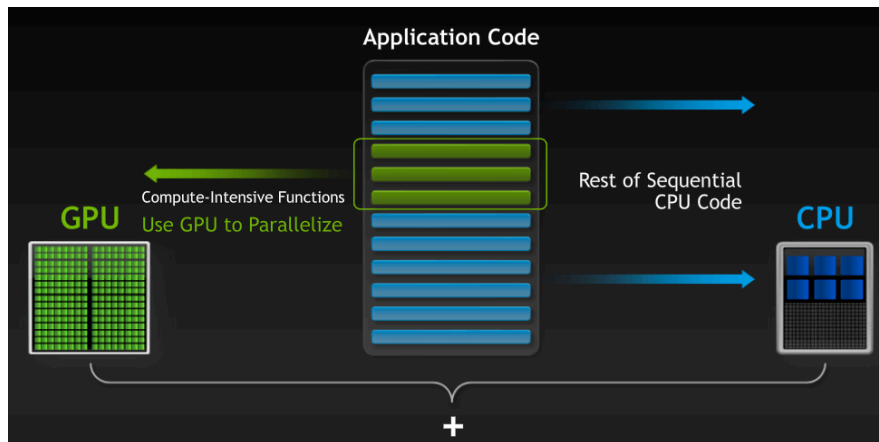 Application Code
Compute-Intensive Functions
Use GPU to Parallelize
GPU
Rest of Sequential
CPU Code
CPU
+